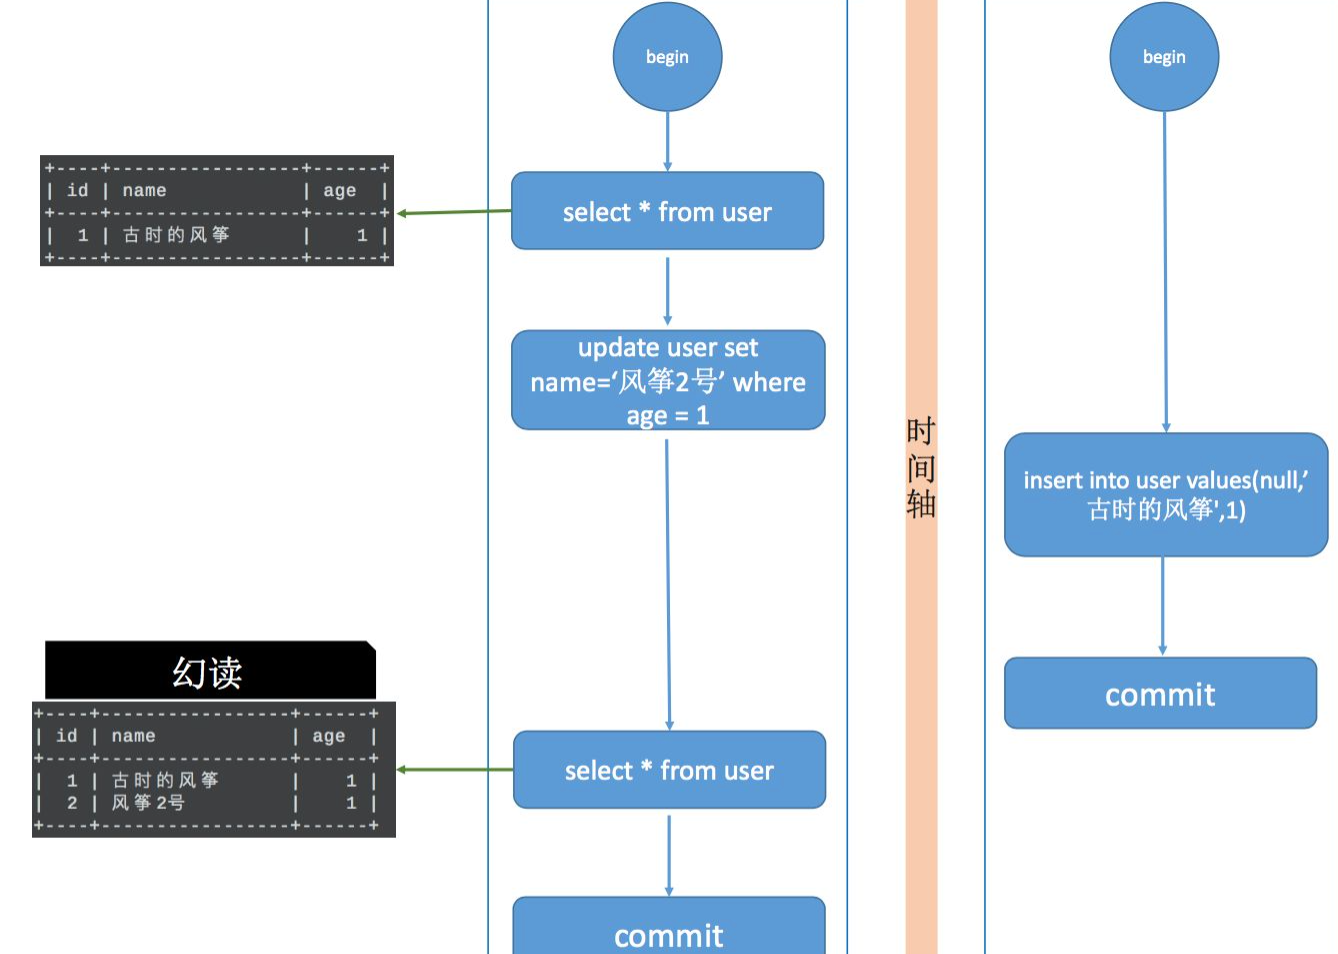 begin
begin
+----+-----------------+------+
| id | name            | age  |
+----+-----------------+------+
|  1 | 古时的风筝      |    1 |
+----+-----------------+------+
select * from user
update user set
name=‘风筝2号’ where
age = 1
时
间
轴
insert into user values(null,’
古时的风筝',1)
commit
幻读
+----+-----------------+------+
| id | name            | age  |
+----+-----------------+------+
|  1 | 古时的风筝      |    1 |
|  2 | 风筝2号         |    1 |
+----+-----------------+------+
select * from user
commit